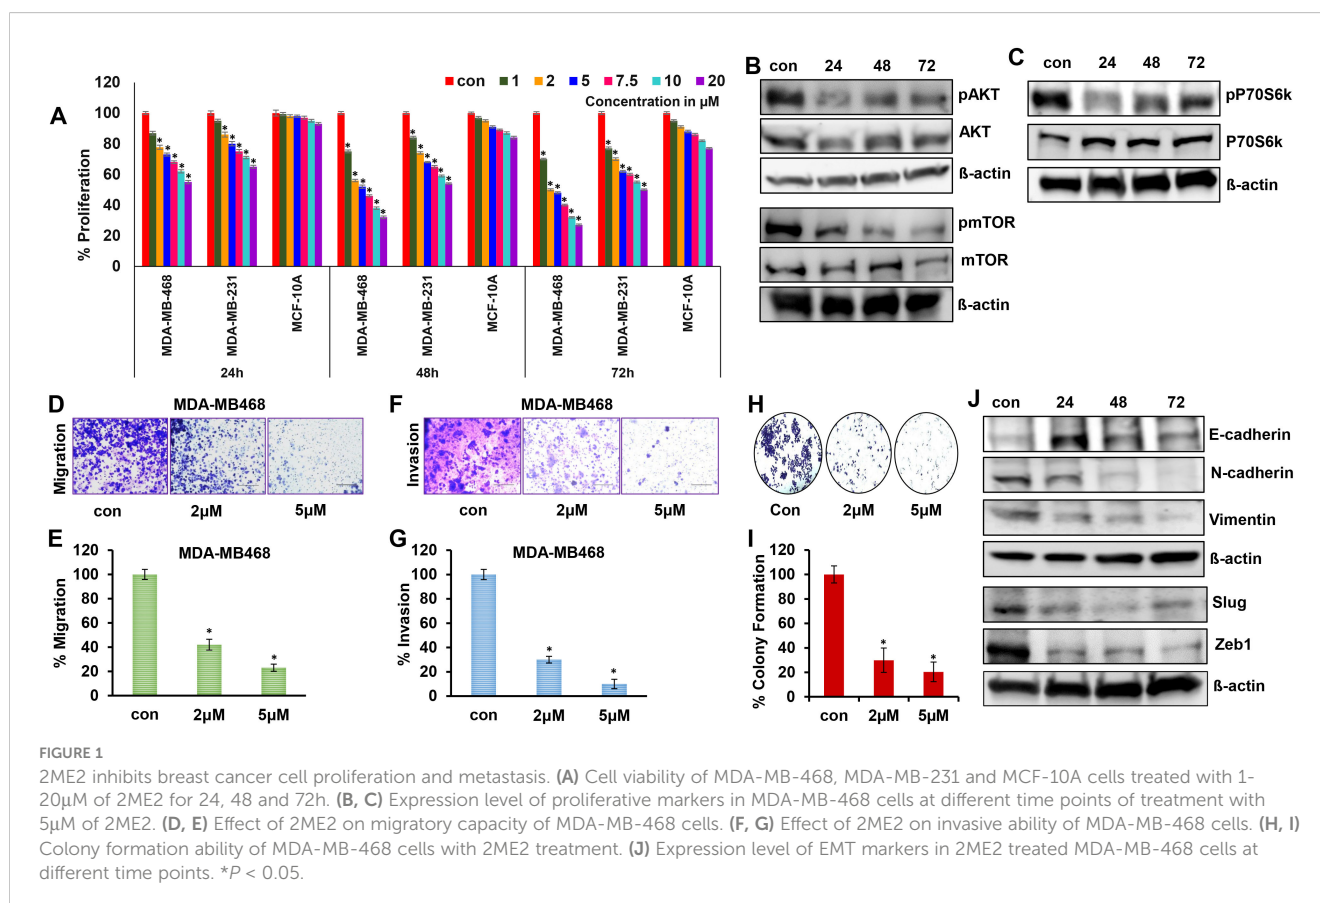 A
% Proliferation
120
100
80
60
40
20
0
con 1 2 5 7.5 10 20
Concentration in µM
* * * * * * * * * *
* * * * * * * * * * * *
* * * * * * * * * * * *
MDA-MB-468 MDA-MB-231 MCF-10A MDA-MB-468 MDA-MB-231 MCF-10A MDA-MB-468 MDA-MB-231 MCF-10A
24h 48h 72h
B
con 24 48 72
pAKT
AKT
ß-actin
pmTOR
mTOR
ß-actin
C
con 24 48 72
pP70S6k
P70S6k
ß-actin
D
MDA-MB468
Migration
con 2µM 5µM
E
MDA-MB468
% Migration
120
100
80
60
40
20
0
* *
con 2µM 5µM
F
MDA-MB468
Invasion
con 2µM 5µM
G
MDA-MB468
% Invasion
120
100
80
60
40
20
0
* *
con 2µM 5µM
H
Con 2µM 5µM
I
% Colony Formation
120
100
80
60
40
20
0
* *
con 2µM 5µM
J
con 24 48 72
E-cadherin
N-cadherin
Vimentin
ß-actin
Slug
Zeb1
ß-actin
FIGURE 1
2ME2 inhibits breast cancer cell proliferation and metastasis. (A) Cell viability of MDA-MB-468, MDA-MB-231 and MCF-10A cells treated with 1-
20µM of 2ME2 for 24, 48 and 72h. (B, C) Expression level of proliferative markers in MDA-MB-468 cells at different time points of treatment with
5µM of 2ME2. (D, E) Effect of 2ME2 on migratory capacity of MDA-MB-468 cells. (F, G) Effect of 2ME2 on invasive ability of MDA-MB-468 cells. (H, I)
Colony formation ability of MDA-MB-468 cells with 2ME2 treatment. (J) Expression level of EMT markers in 2ME2 treated MDA-MB-468 cells at
different time points. *P < 0.05.